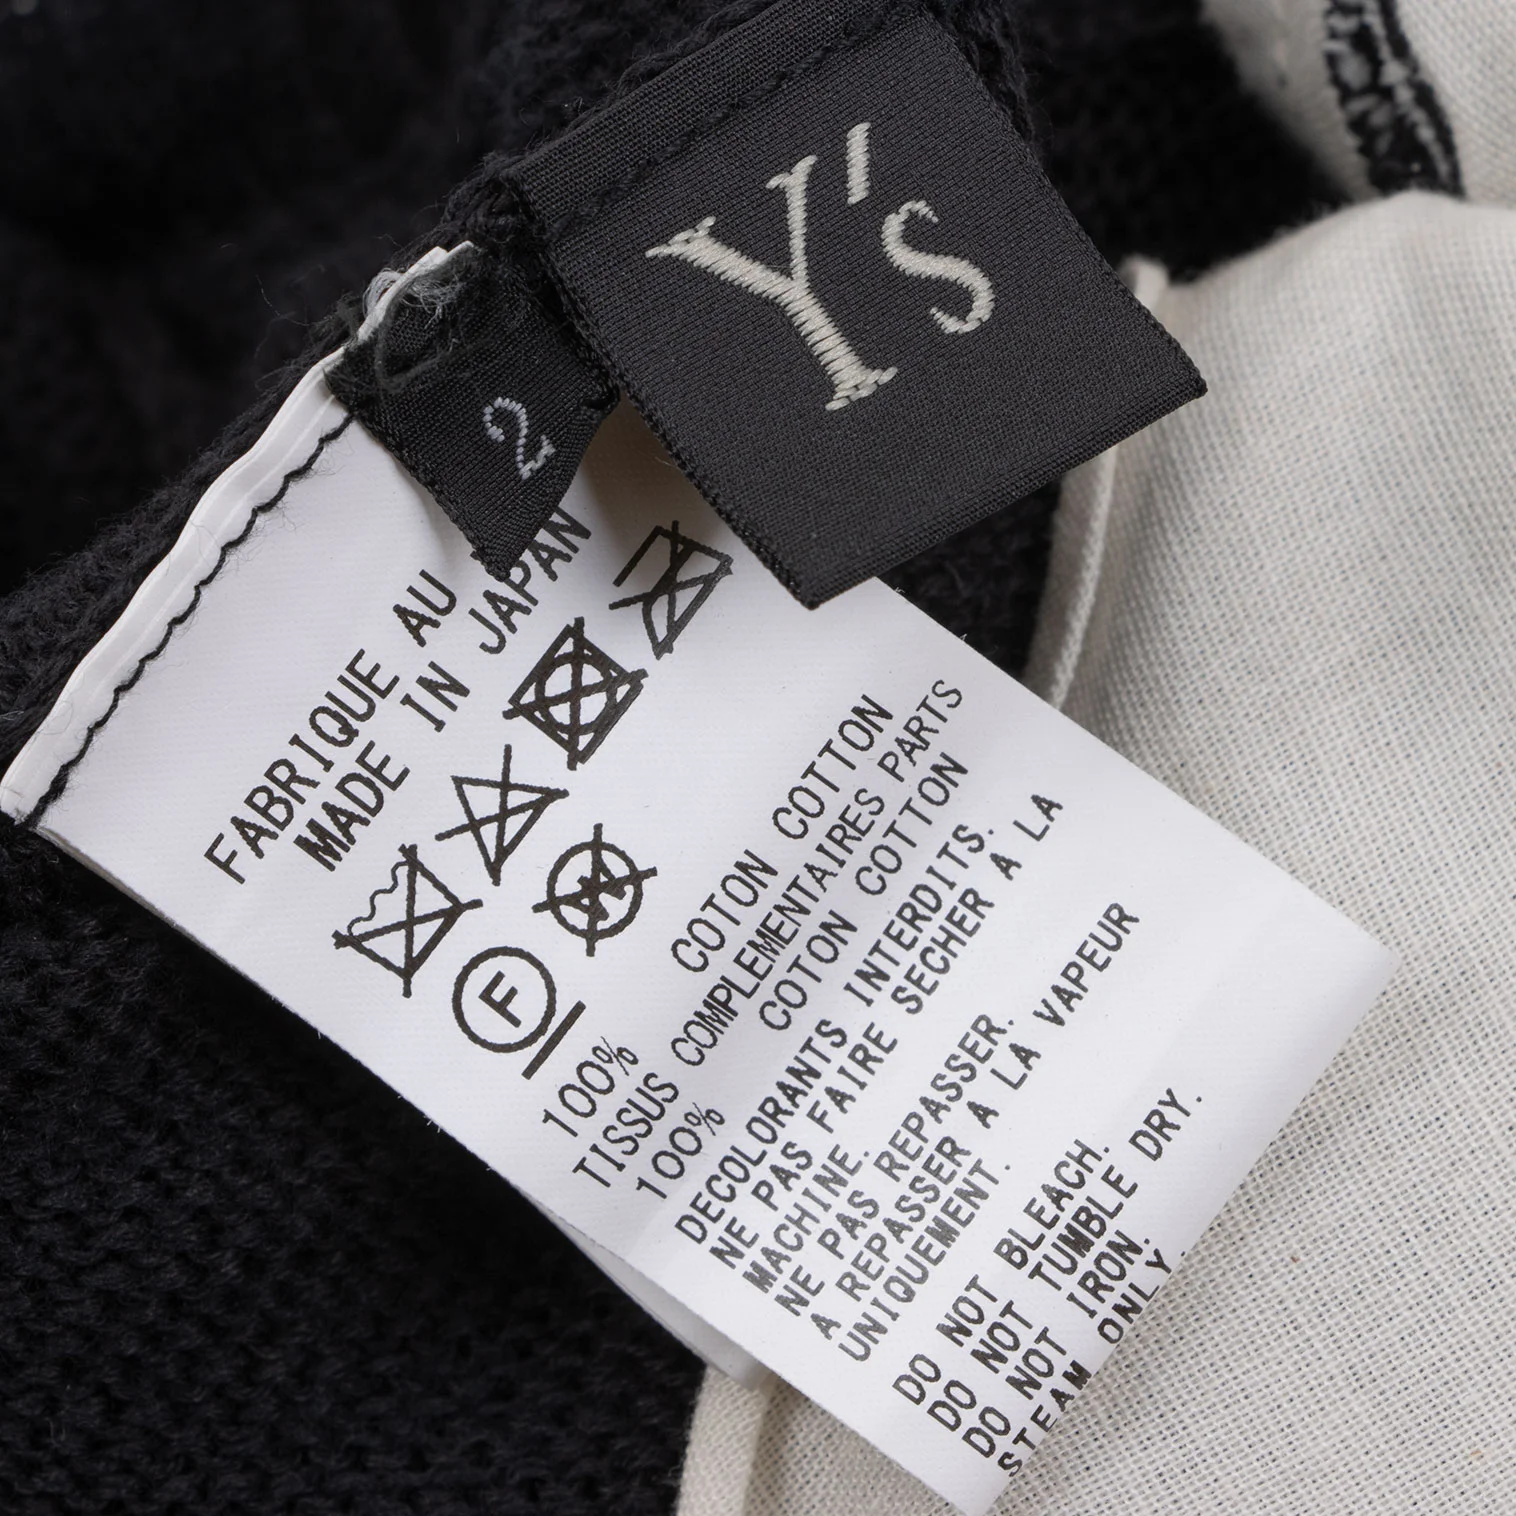 Y's
2
FABRIQUE AU
MADE IN JAPAN
W
F
100% COTON COTTON
TISSUS COMPLEMENTAIRES PARTS
100% COTON COTTON
DECOLORANTS INTERDITS.
NE PAS FAIRE SECHER A LA
MACHINE.
NE PAS REPASSER.
A REPASSER A LA VAPEUR
UNIQUEMENT.
DO NOT BLEACH.
DO NOT TUMBLE DRY.
DO NOT IRON.
STEAM ONLY.